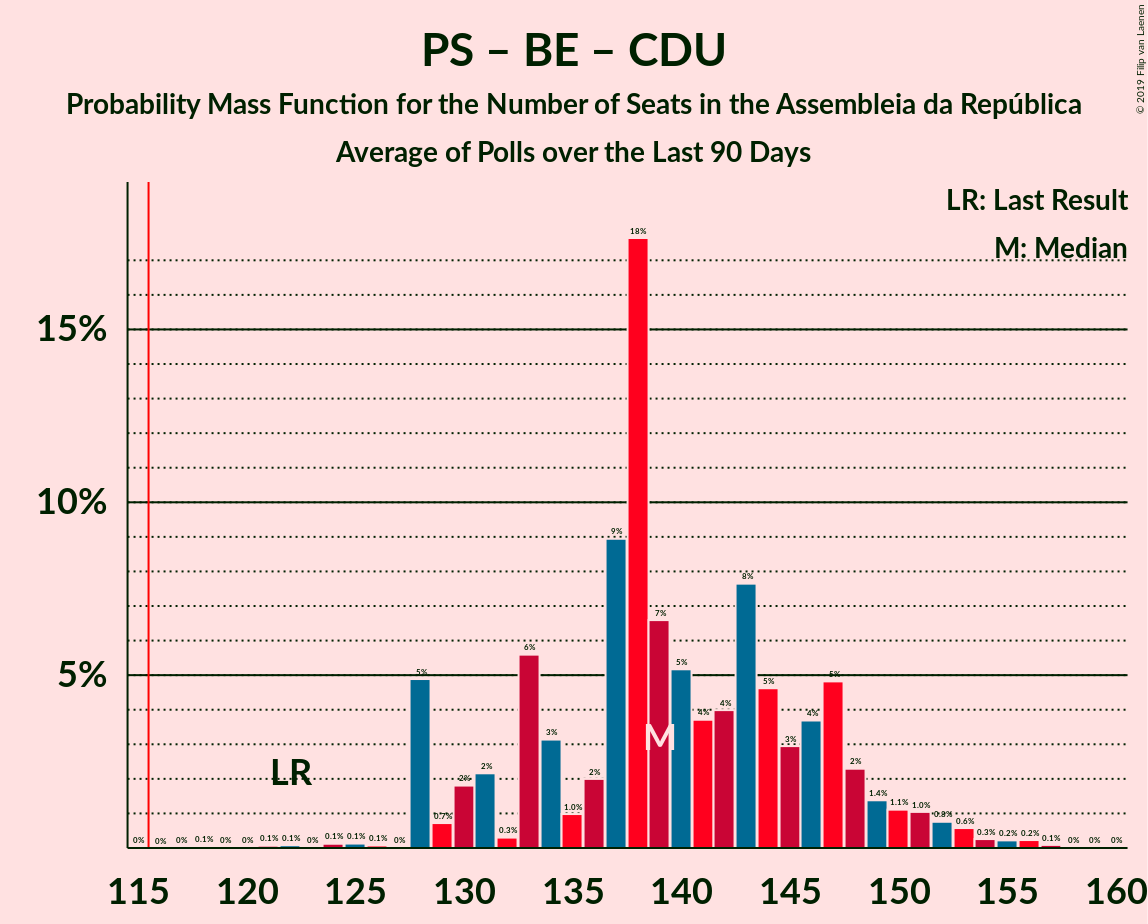 PS – BE – CDU
Probability Mass Function for the Number of Seats in the Assembleia da República
Average of Polls over the Last 90 Days
© 2019 Filip van Laenen
LR: Last Result
M: Median
15%
10%
5%
0% 0% 0% 0.1% 0% 0% 0.1% 0.1% 0% 0.1% 0.1% 0.1% 0% 5% 0.7% 2% 2% 0.3% 6% 3% 1.0% 2% 9% 18% 7% 5% 4% 4% 8% 5% 3% 4% 5% 2% 1.4% 1.1% 1.0% 0.8% 0.6% 0.3% 0.2% 0.2% 0.1% 0% 0% 0%
LR
M
115 120 125 130 135 140 145 150 155 160